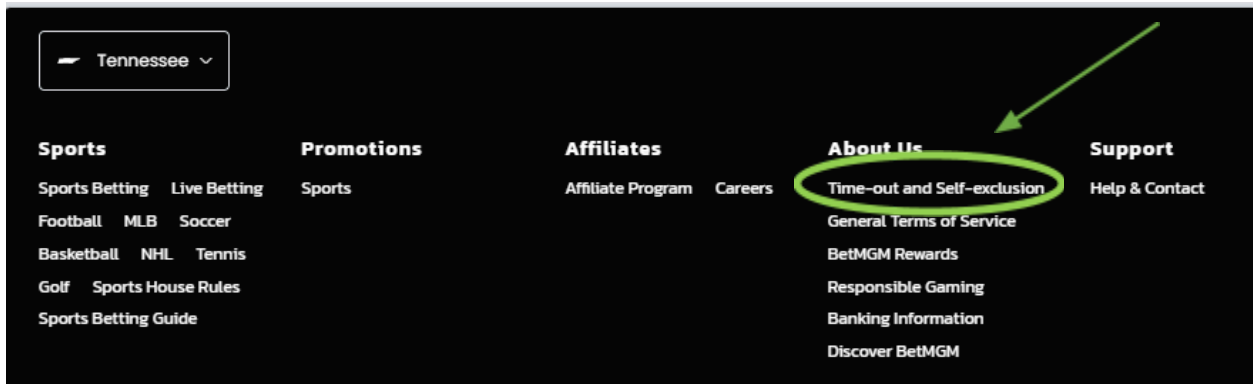 Tennessee
Sports
Sports Betting Live Betting
Football MLB Soccer
Basketball NHL Tennis
Golf Sports House Rules
Sports Betting Guide
Promotions
Sports
Affiliates
Affiliate Program Careers
About Us
Time-out and Self-exclusion
General Terms of Service
BetMGM Rewards
Responsible Gaming
Banking Information
Discover BetMGM
Support
Help & Contact